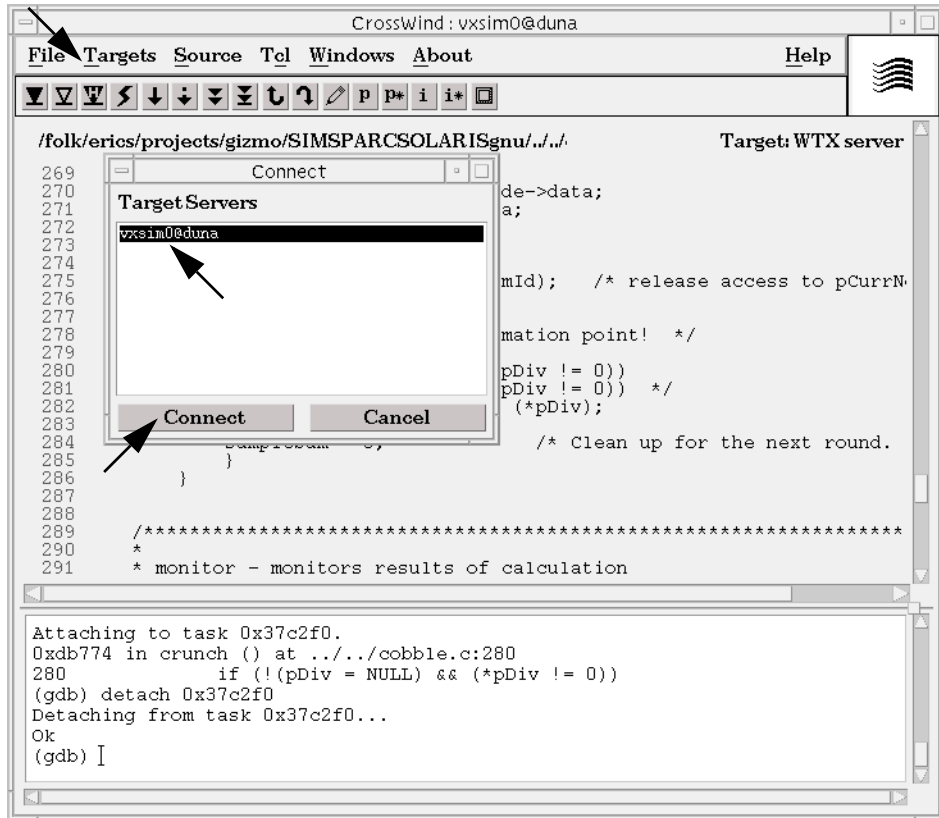 CrossWind : vxsim0@duna
File Targets Source Tcl Windows About Help
p p* i i*
/folk/erics/projects/gizmo/SIMSPARCSOLARISgnu/../../ Target: WTX server
Connect
Target Servers
vxsim0@duna
Connect Cancel
269
270 de->data;
271 a;
272
273
274
275 mId); /* release access to pCurrN
276
277
278 mation point! */
279
280 pDiv != 0))
281 pDiv != 0)) */
282 (*pDiv);
283
284 /* Clean up for the next round.
285 }
286 }
287
288
289 /******************************************************************
290 *
291 * monitor - monitors results of calculation
Attaching to task 0x37c2f0.
0xdb774 in crunch () at ../../cobble.c:280
280 if (!(pDiv = NULL) && (*pDiv != 0))
(gdb) detach 0x37c2f0
Detaching from task 0x37c2f0...
Ok
(gdb)